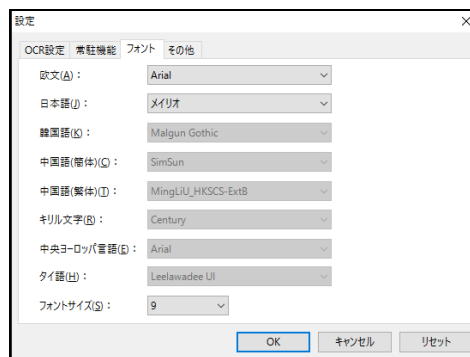 設定
OCR設定 常駐機能 フォント その他
欧文(A)： Arial
日本語(J)： メイリオ
韓国語(K)： Malgun Gothic
中国語(簡体)(C)： SimSun
中国語(繁体)(T)： MingLiU_HKSCS-ExtB
キリル文字(R)： Century
中央ヨーロッパ言語(E)： Arial
タイ語(H)： Leelawadee UI
フォントサイズ(S)： 9
OK キャンセル リセット